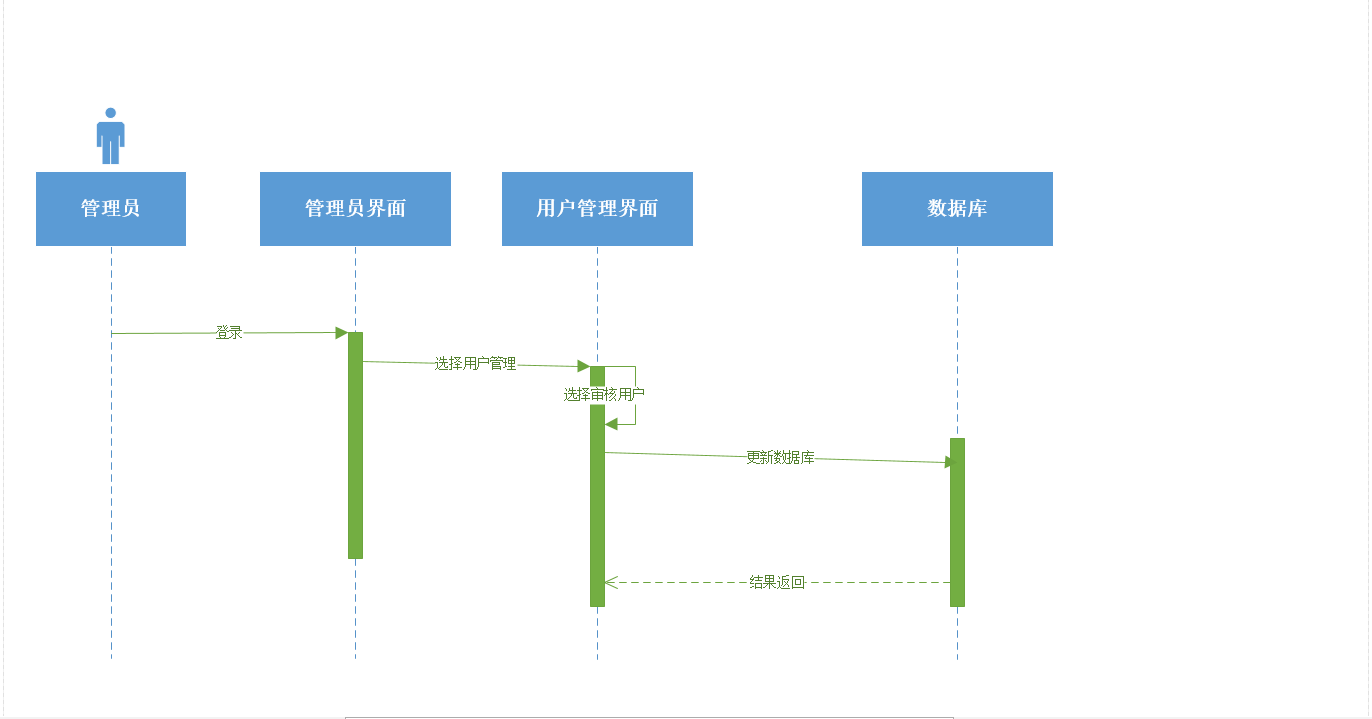 管理员
管理员界面
用户管理界面
数据库
登录
选择用户管理
选择审核用户
更新数据库
结果返回